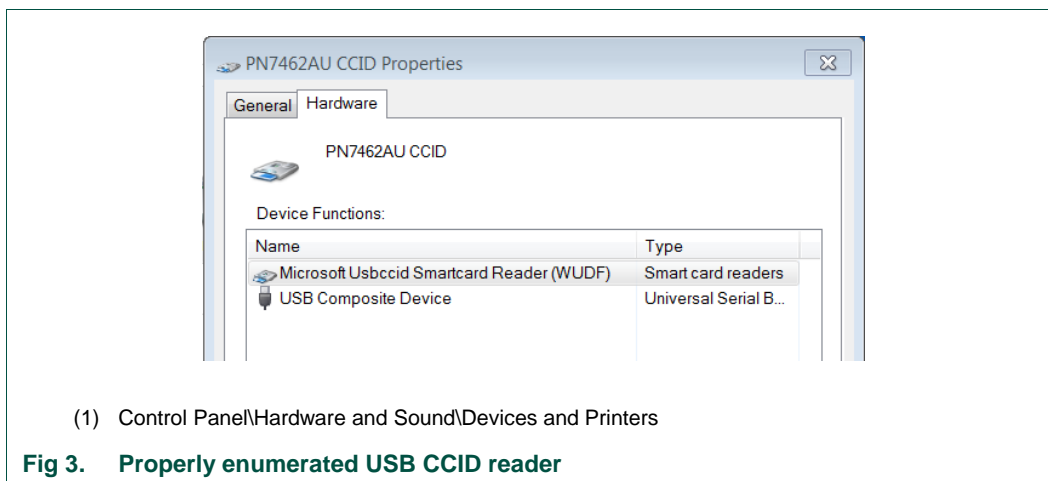 PN7462AU CCID Properties
General Hardware
PN7462AU CCID
Device Functions:
Name Type
Microsoft Usbccid Smartcard Reader (WUDF) Smart card readers
USB Composite Device Universal Serial B...
(1) Control Panel\Hardware and Sound\Devices and Printers
Fig 3. Properly enumerated USB CCID reader